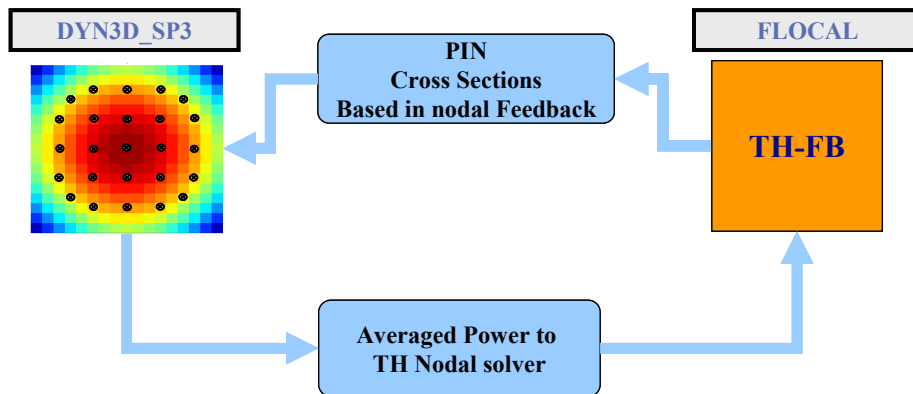 DYN3D_SP3
PIN
Cross Sections
Based in nodal Feedback
FLOCAL
TH-FB
Averaged Power to
TH Nodal solver